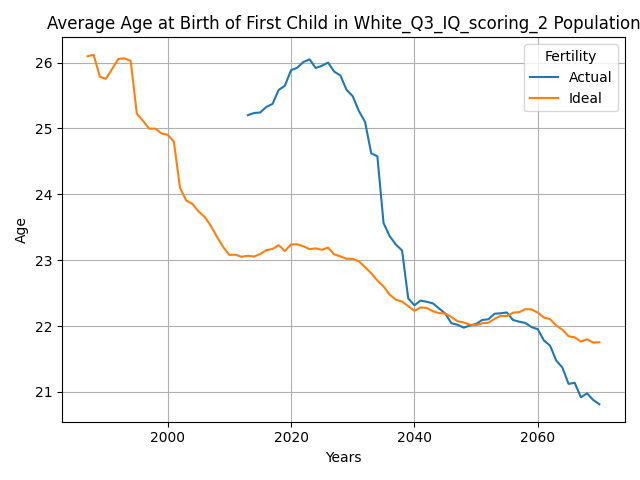 Average Age at Birth of First Child in White_Q3_IQ_scoring_2 Population
Fertility
Actual
Ideal
Age
26
25
24
23
22
21
2000
2020
2040
2060
Years